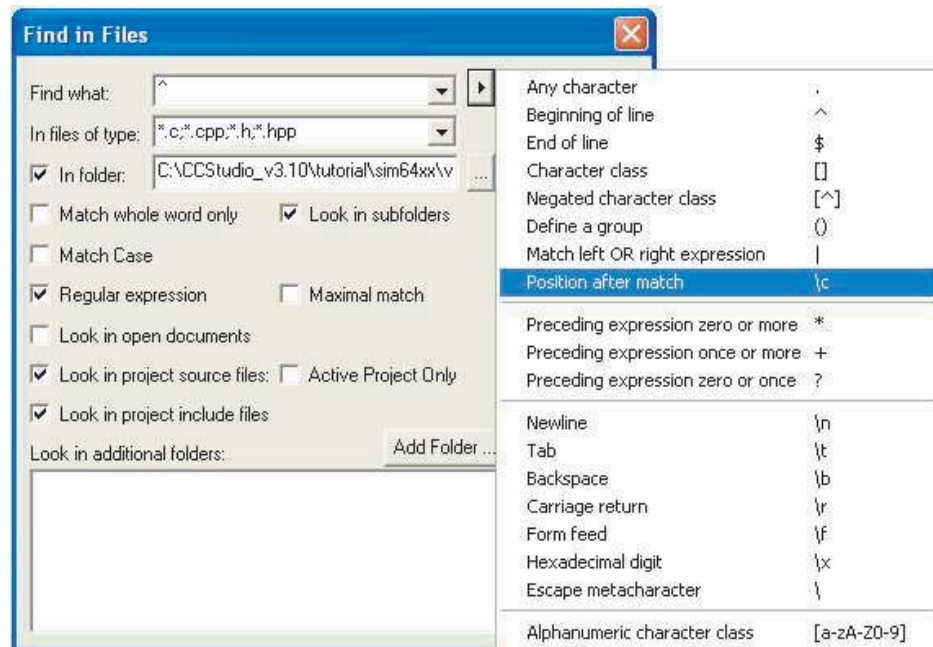 Find in Files
Find what: ^
In files of type: *.c;*.cpp;*.h;*.hpp
In folder: C:\CCStudio_v3.10\tutorial\sim64xx\v ...
Match whole word only Look in subfolders
Match Case
Regular expression Maximal match
Look in open documents
Look in project source files: Active Project Only
Look in project include files
Look in additional folders: Add Folder ...
Any character .
Beginning of line ^
End of line $
Character class []
Negated character class [^]
Define a group ()
Match left OR right expression |
Position after match \c
Preceding expression zero or more *
Preceding expression once or more +
Preceding expression zero or once ?
Newline \n
Tab \t
Backspace \b
Carriage return \r
Form feed \f
Hexadecimal digit \x
Escape metacharacter \
Alphanumeric character class [a-zA-Z0-9]